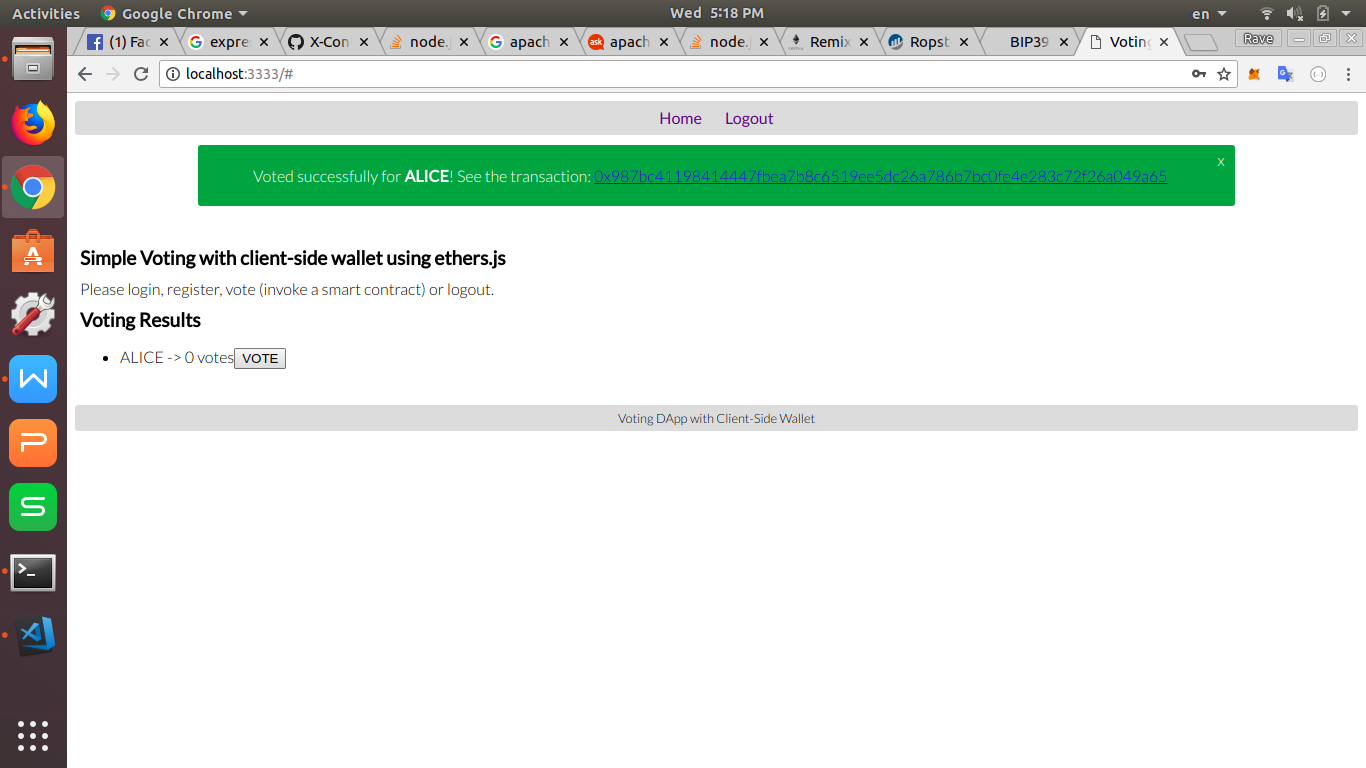 Activities Google Chrome Wed 5:18 PM en
(1) Fac expre X-Con node.j apach ask apach node.j Remix Ropst BIP39 Voting Rave
localhost:3333/#
Home Logout
x
Voted successfully for ALICE! See the transaction: 0x987bc41198414447fbea7b8c6519ee5dc26a786b7bc0fe4e283c72f26a049a65
Simple Voting with client-side wallet using ethers.js
Please login, register, vote (invoke a smart contract) or logout.
Voting Results
ALICE -> 0 votes VOTE
Voting DApp with Client-Side Wallet